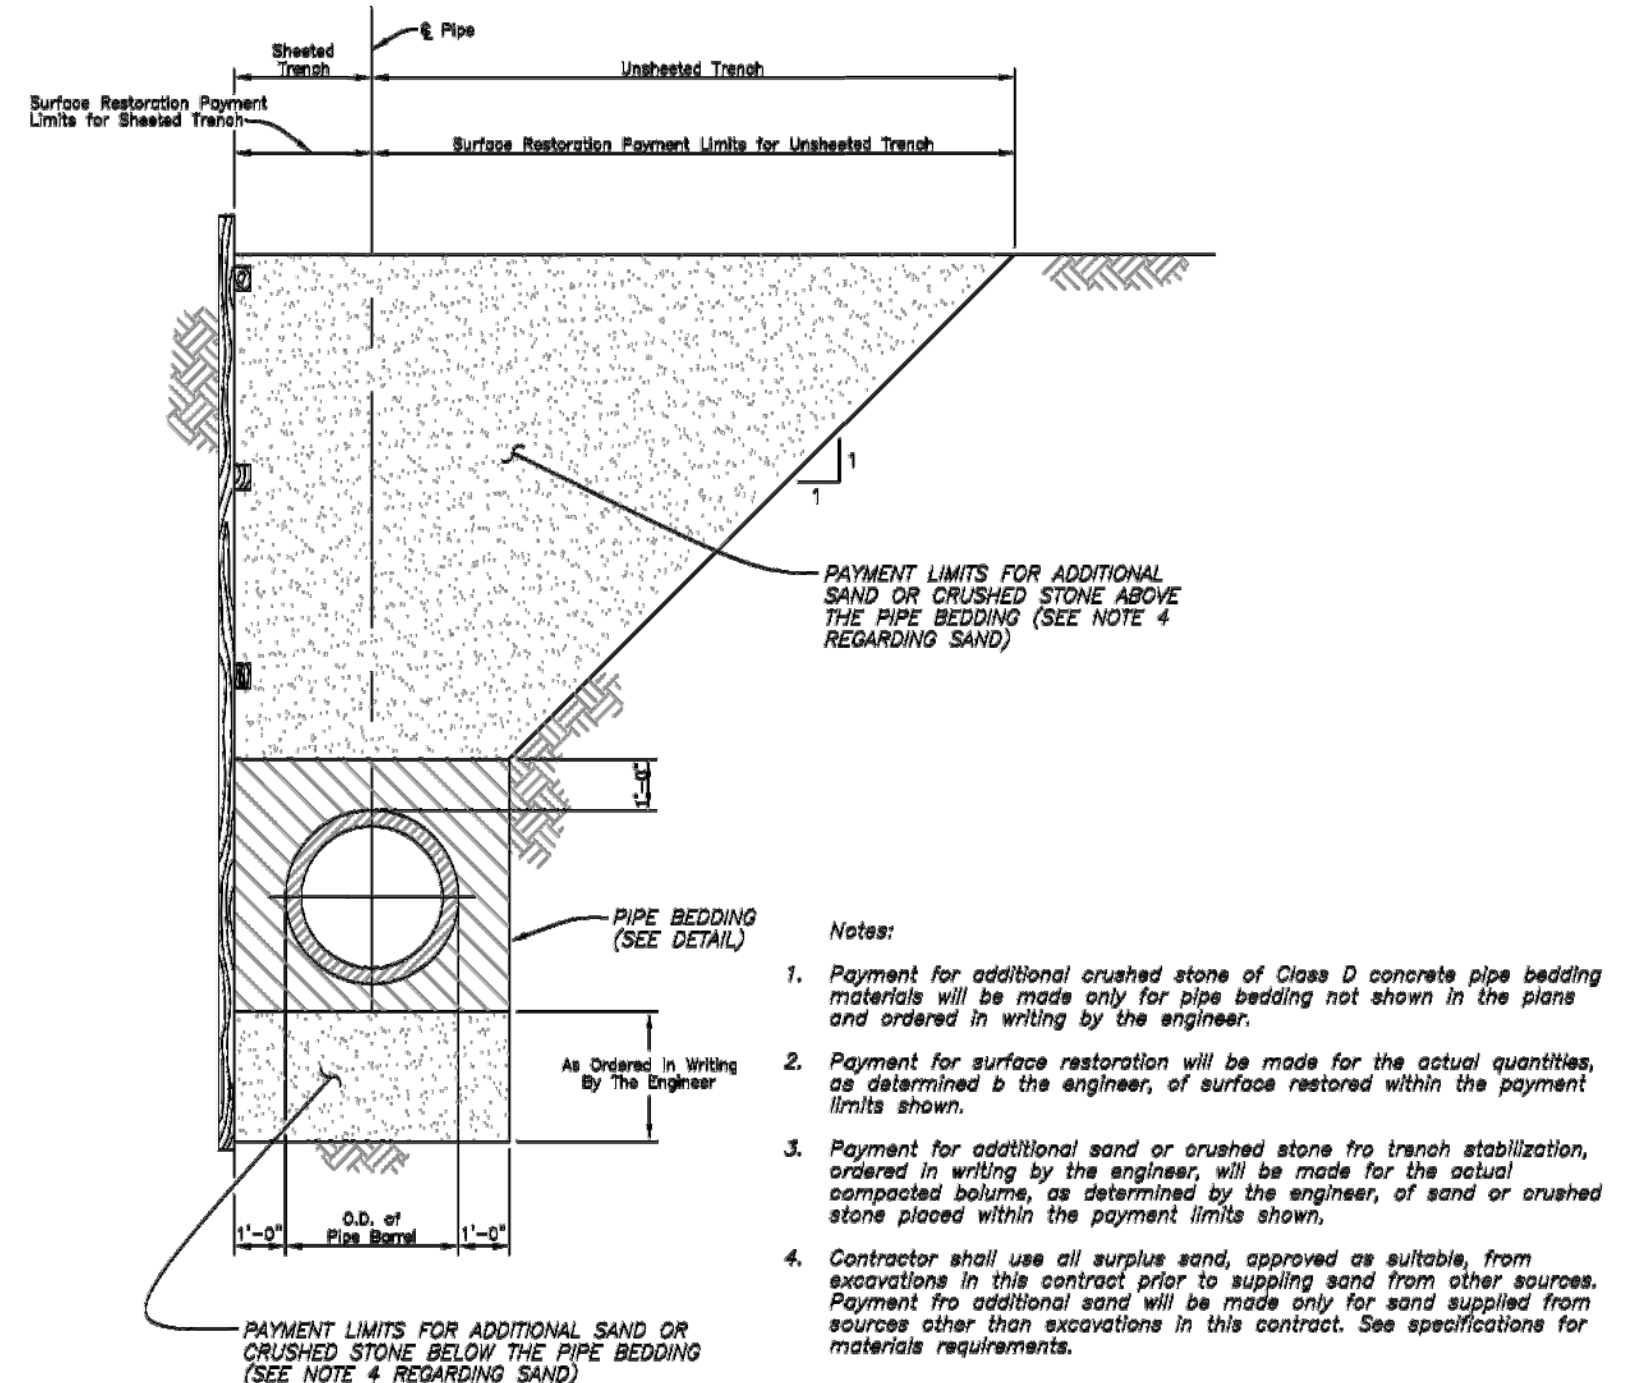 ℄ Pipe
Sheeted
Trench
Unsheeted Trench
Surface Restoration Payment
Limits for Sheeted Trench
Surface Restoration Payment Limits for Unsheeted Trench
1
1
PAYMENT LIMITS FOR ADDITIONAL
SAND OR CRUSHED STONE ABOVE
THE PIPE BEDDING (SEE NOTE 4
REGARDING SAND)
1'-0"
PIPE BEDDING
(SEE DETAIL)
As Ordered In Writing
By The Engineer
1'-0"
O.D. of
Pipe Barrel
1'-0"
PAYMENT LIMITS FOR ADDITIONAL SAND OR
CRUSHED STONE BELOW THE PIPE BEDDING
(SEE NOTE 4 REGARDING SAND)
Notes:
1. Payment for additional crushed stone of Class D concrete pipe bedding
materials will be made only for pipe bedding not shown in the plans
and ordered in writing by the engineer.
2. Payment for surface restoration will be made for the actual quantities,
as determined b the engineer, of surface restored within the payment
limits shown.
3. Payment for addtitional sand or crushed stone fro trench stabilization,
ordered in writing by the engineer, will be made for the actual
compacted bolume, as determined by the engineer, of sand or crushed
stone placed within the payment limits shown,
4. Contractor shall use all surplus sand, approved as suitable, from
excavations in this contract prior to suppling sand from other sources.
Payment fro additional sand will be made only for sand supplied from
sources other than excavations in this contract. See specifications for
materials requirements.